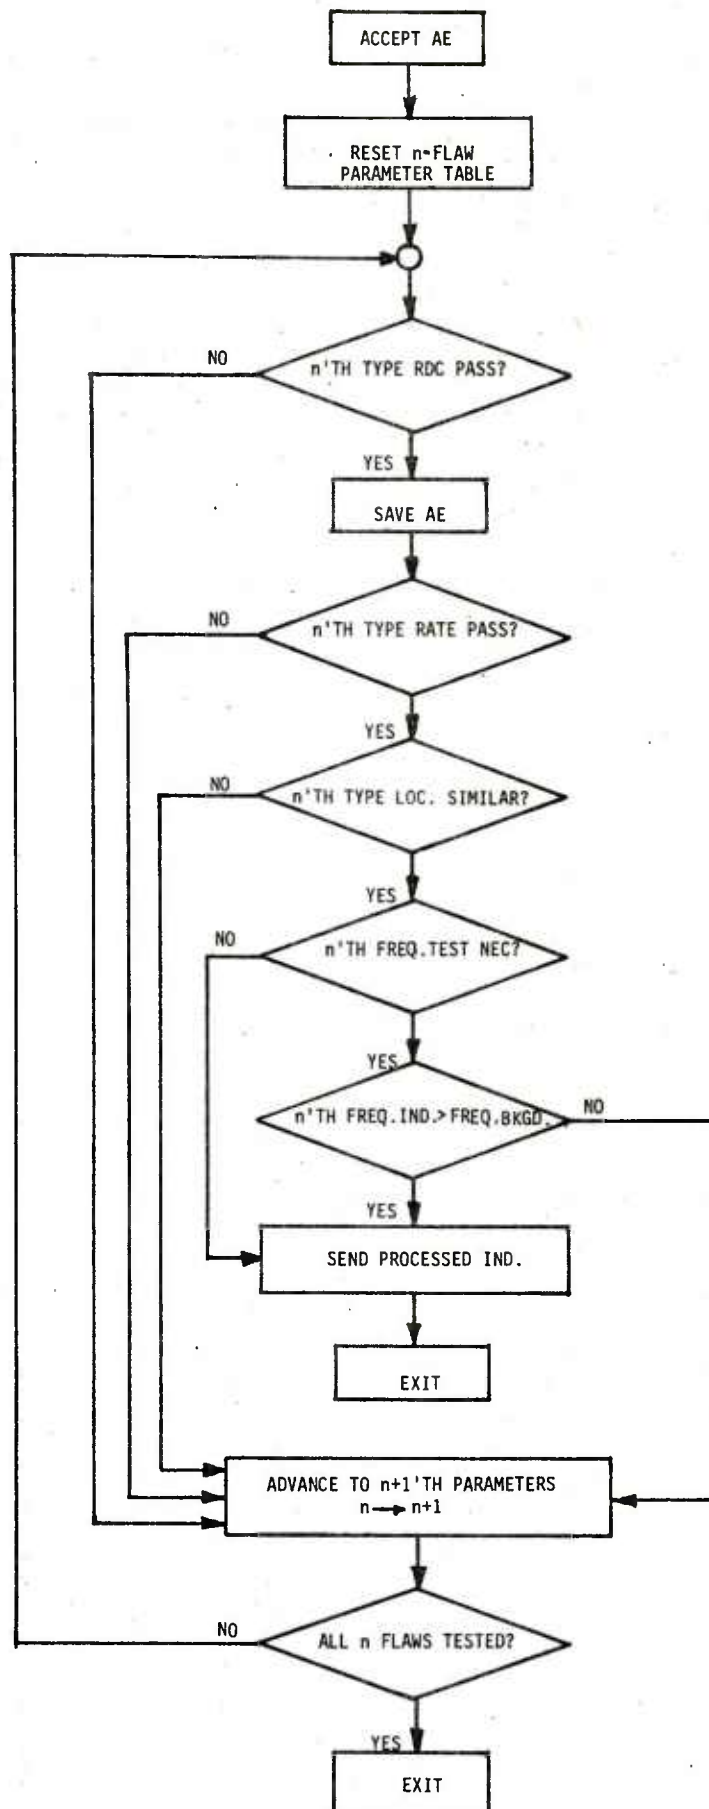 ACCEPT AE
RESET n-FLAW
PARAMETER TABLE
NO
n'TH TYPE RDC PASS?
YES
SAVE AE
NO
n'TH TYPE RATE PASS?
YES
NO
n'TH TYPE LOC. SIMILAR?
YES
NO
n'TH FREQ.TEST NEC?
YES
n'TH FREQ.IND.>FREQ.BKGD.
NO
YES
SEND PROCESSED IND.
EXIT
ADVANCE TO n+1'TH PARAMETERS
n→n+1
NO
ALL n FLAWS TESTED?
YES
EXIT